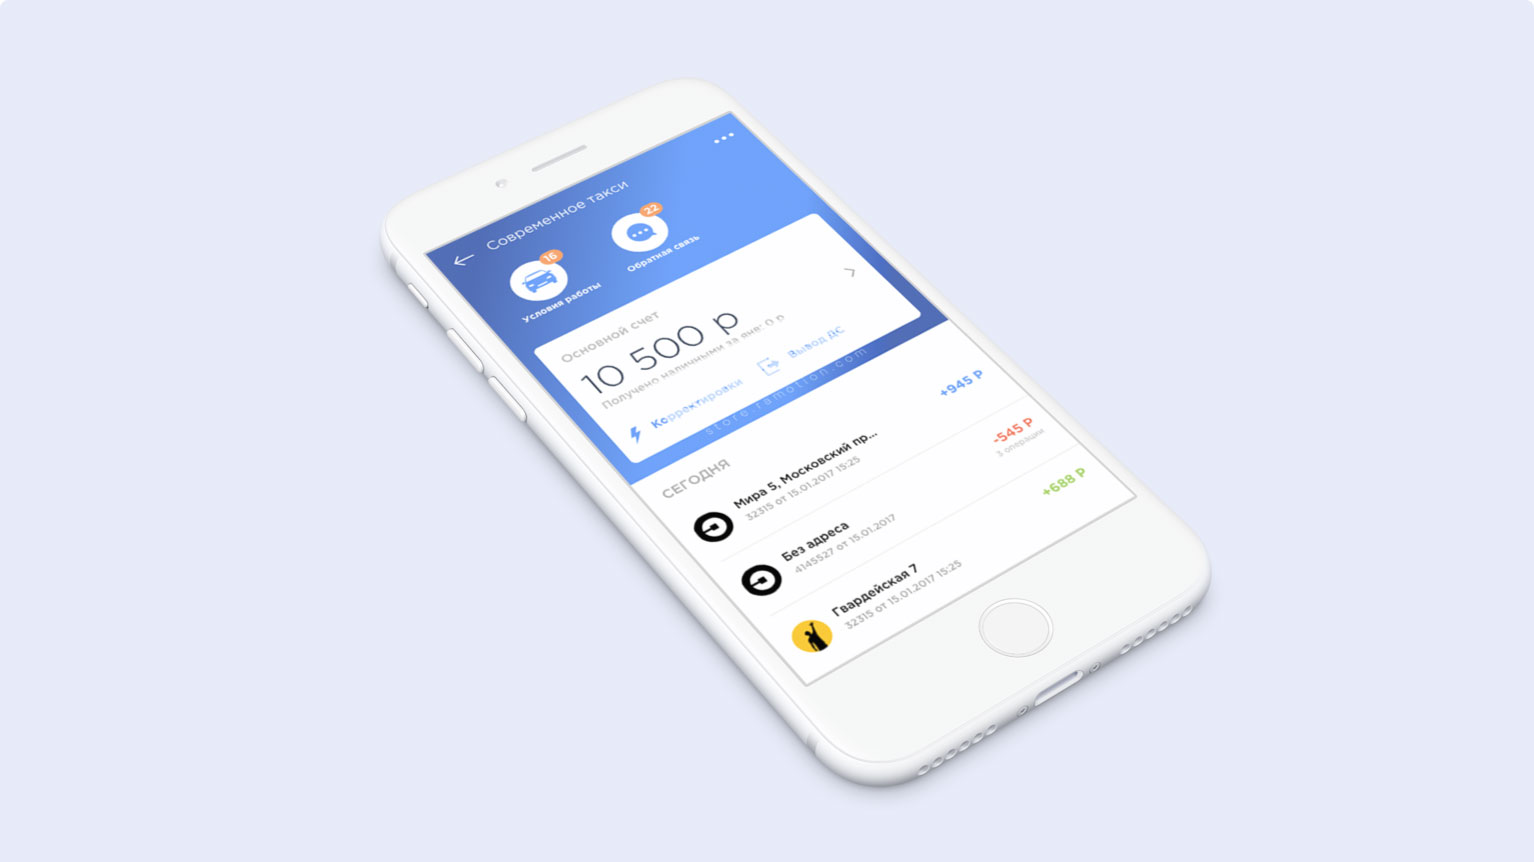 Современное такси
16
22
Условия работы
Обратная связь
Основной счет
10 500 р
Получено наличными за янв: 0 р
Корректировки
Вывод ДС
store.ramotion.com
СЕГОДНЯ
Мира 5, Московский пр...
32315 от 15.01.2017 15:25
+945 Р
Без адреса
4145527 от 15.01.2017
-545 Р
3 операции
Гвардейская 7
32315 от 15.01.2017 15:25
+688 Р